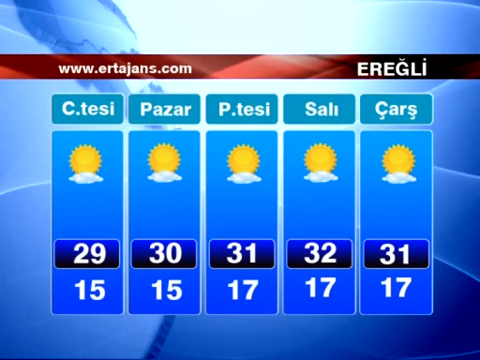 www.ertajans.com
EREĞLİ
C.tesi Pazar P.tesi Salı Çarş
29 30 31 32 31
15 15 17 17 17